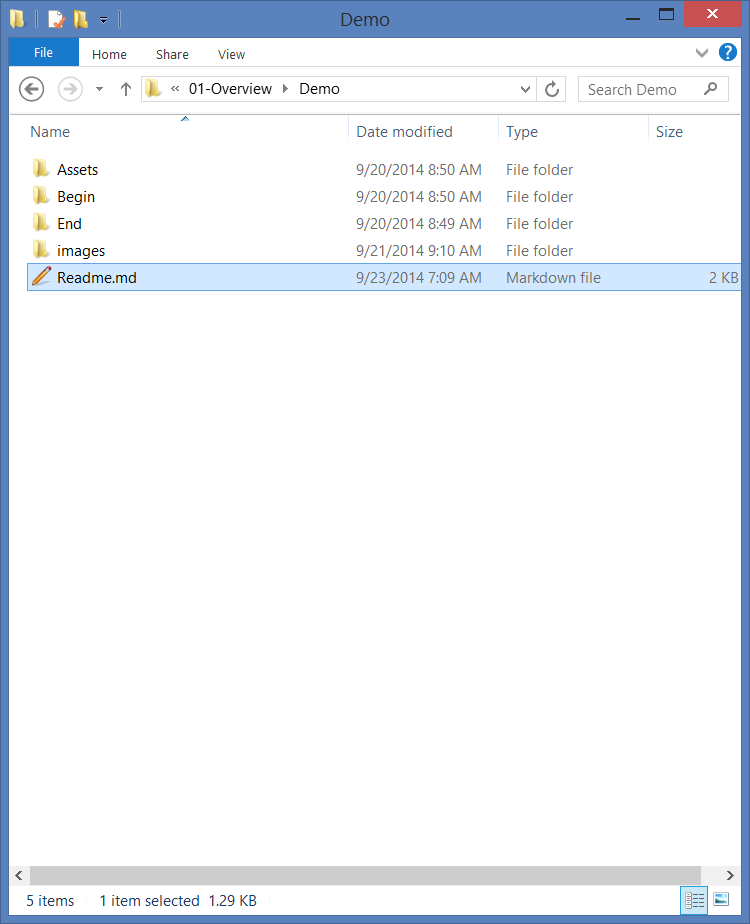 Demo
File Home Share View
« 01-Overview Demo Search Demo
Name Date modified Type Size
Assets 9/20/2014 8:50 AM File folder
Begin 9/20/2014 8:50 AM File folder
End 9/20/2014 8:49 AM File folder
images 9/21/2014 9:10 AM File folder
Readme.md 9/23/2014 7:09 AM Markdown file 2 KB
5 items 1 item selected 1.29 KB